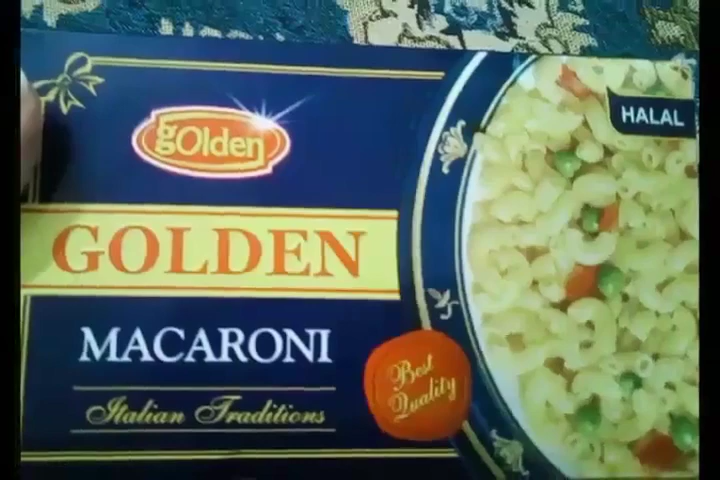 golden
HALAL
GOLDEN
MACARONI
Italian Traditions
Best
Quality